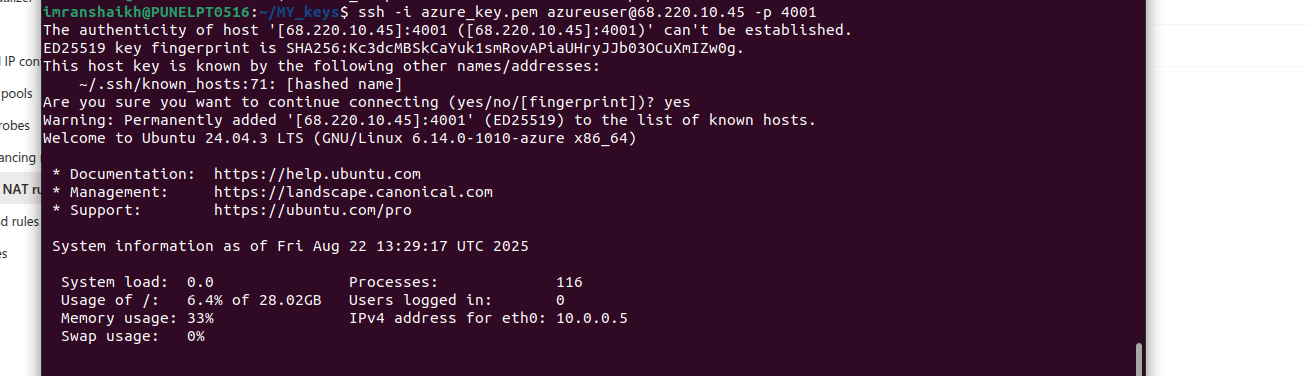 imranshaikh@PUNELPT0516:~/MY_keys$ ssh -i azure_key.pem azureuser@68.220.10.45 -p 4001
The authenticity of host '[68.220.10.45]:4001 ([68.220.10.45]:4001)' can't be established.
ED25519 key fingerprint is SHA256:Kc3dcMBSkCaYuk1smRovAPiaUHryJJb03OCuXmIZw0g.
This host key is known by the following other names/addresses:
    ~/.ssh/known_hosts:71: [hashed name]
Are you sure you want to continue connecting (yes/no/[fingerprint])? yes
Warning: Permanently added '[68.220.10.45]:4001' (ED25519) to the list of known hosts.
Welcome to Ubuntu 24.04.3 LTS (GNU/Linux 6.14.0-1010-azure x86_64)
 * Documentation:  https://help.ubuntu.com
 * Management:     https://landscape.canonical.com
 * Support:        https://ubuntu.com/pro
 System information as of Fri Aug 22 13:29:17 UTC 2025
  System load:  0.0               Processes:             116
  Usage of /:   6.4% of 28.02GB   Users logged in:       0
  Memory usage: 33%               IPv4 address for eth0: 10.0.0.5
  Swap usage:   0%
IP con
pools
robes
ancing
NAT ru
d rules
es